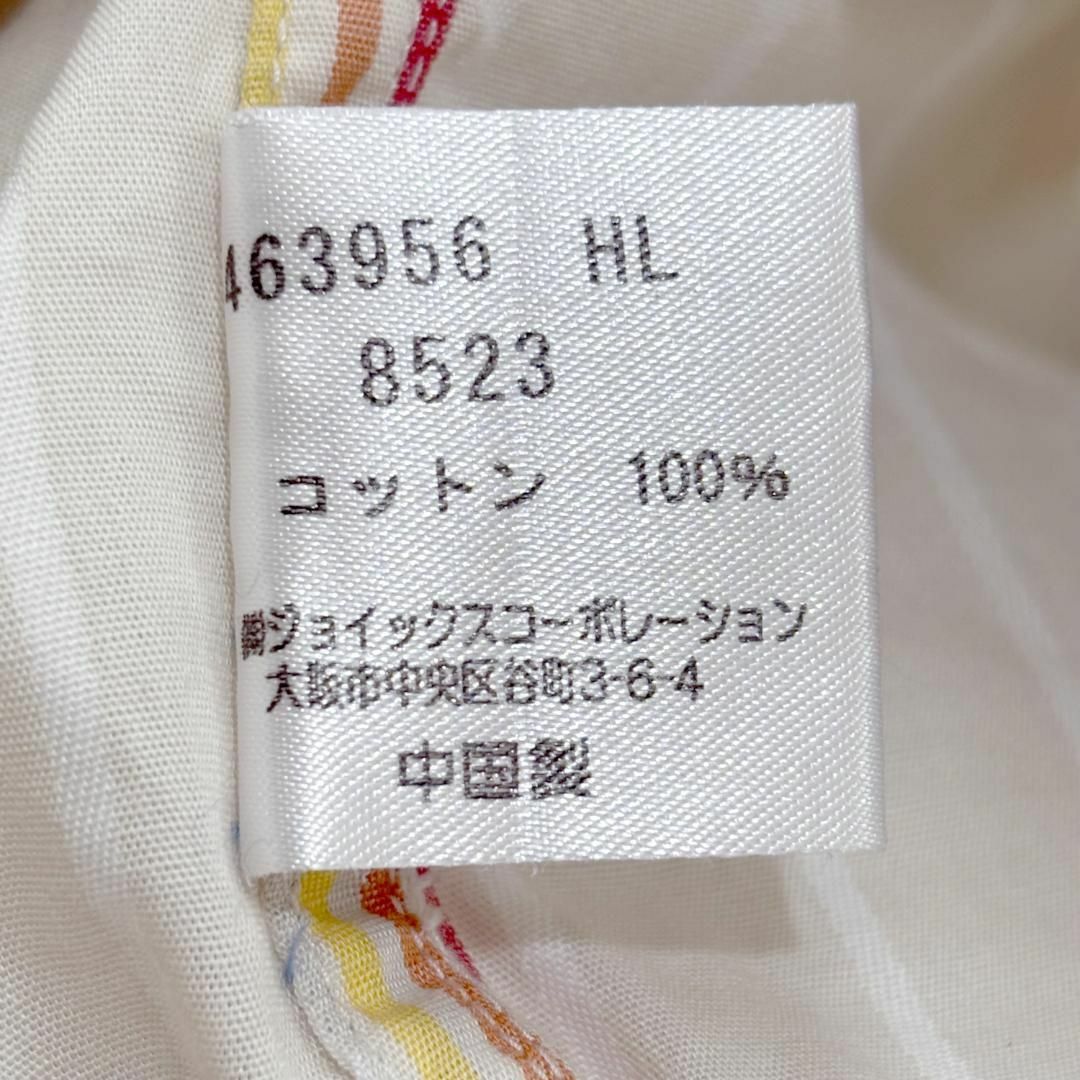 463956 HL
8523
コットン 100%
㈱ジョイックスコーポレーション
大阪市中央区谷町3-6-4
中国製